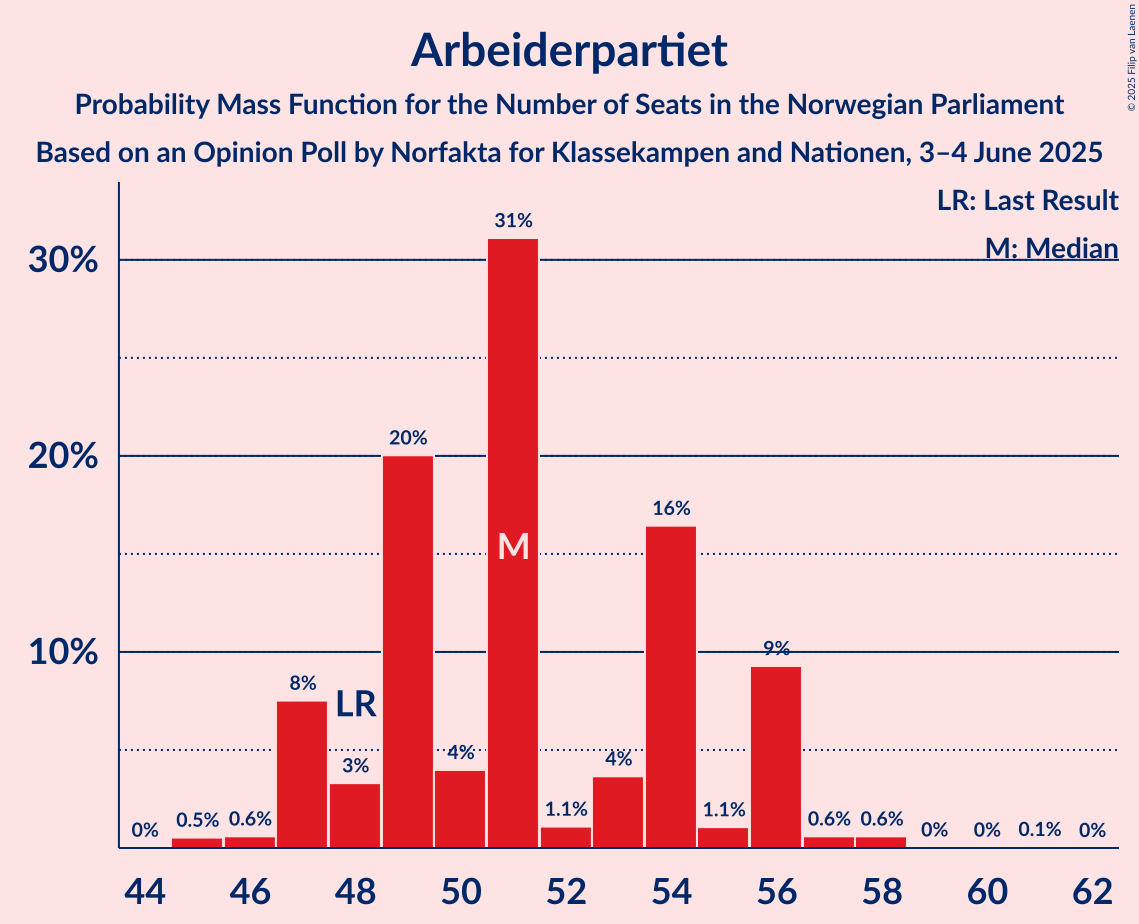 Arbeiderpartiet
Probability Mass Function for the Number of Seats in the Norwegian Parliament
Based on an Opinion Poll by Norfakta for Klassekampen and Nationen, 3–4 June 2025
© 2025 Filip van Laenen
LR: Last Result
M: Median
30%
20%
10%
0%
0.5%
0.6%
8%
LR
3%
20%
4%
31%
M
1.1%
4%
16%
1.1%
9%
0.6%
0.6%
0%
0%
0.1%
0%
44 46 48 50 52 54 56 58 60 62